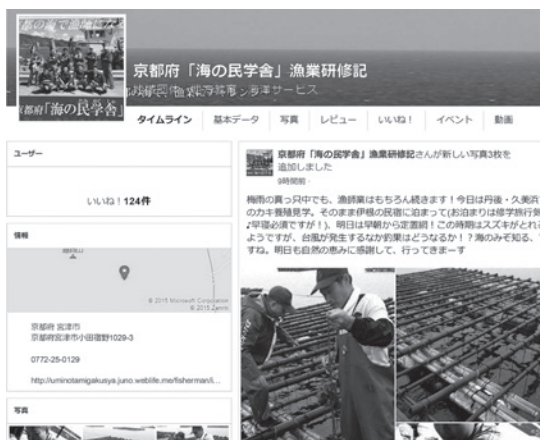 都の海で漁師
京都府「海の民学舎」
京都府「海の民学舎」漁業研修記
タイムライン 基本データ 写真 レビュー いいね! イベント 動画
ユーザー
いいね!124件
情報
© 2015 Microsoft Corporation
© 2015 Zenrin
京都府 宮津市
京都府宮津市小田宿野1029-3
0772-25-0129
http://uminotamigakusya.juno.weblife.me/fisherman/i...
写真
京都府「海の民学舎」漁業研修記さんが新しい写真3枚を
追加しました
9時間前 ·
梅雨の真っ只中でも、漁師業はもちろん続きます!今日は丹後・久美浜
のカキ養殖見学。そのまま伊根の民宿に泊まって(お泊まりは修学旅行気
♪早寝必須ですが!)、明日は早朝から定置網!この時期はスズキがとれる
ようですが、台風が発生するなか釣果はどうなるか!?海のみぞ知る、
すね。明日も自然の恵みに感謝して、行ってきまーす